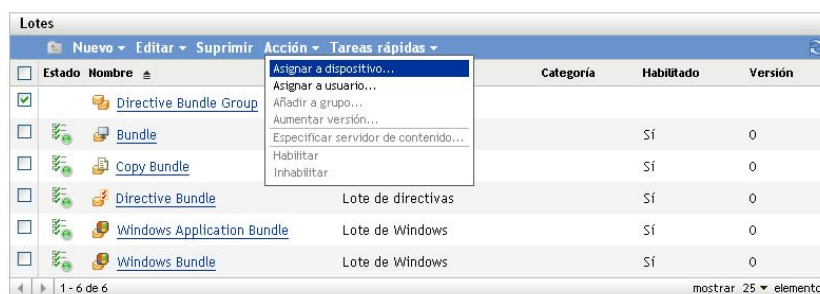 Lotes
Nuevo Editar Suprimir Acción Tareas rápidas
Estado Nombre Categoría Habilitado Versión
Asignar a dispositivo...
Asignar a usuario...
Añadir a grupo...
Aumentar versión...
Especificar servidor de contenido...
Habilitar
Inhabilitar
Directive Bundle Group
Bundle Sí 0
Copy Bundle Sí 0
Directive Bundle Lote de directivas Sí 0
Windows Application Bundle Lote de Windows Sí 0
Windows Bundle Lote de Windows Sí 0
1 - 6 de 6 mostrar 25 elemento